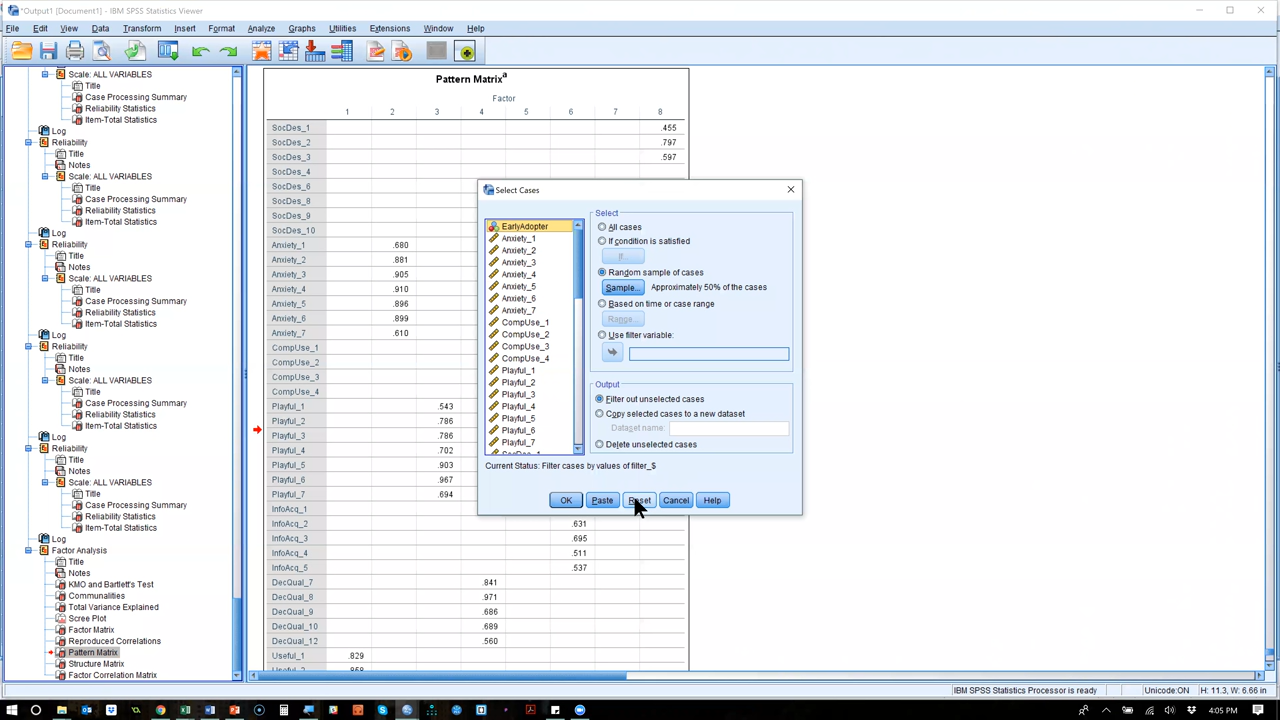 *Output1 [Document1] - IBM SPSS Statistics Viewer
File Edit View Data Transform Insert Format Analyze Graphs Utilities Extensions Window Help
Scale: ALL VARIABLES
Title
Case Processing Summary
Reliability Statistics
Item-Total Statistics
Log
Reliability
Title
Notes
Scale: ALL VARIABLES
Title
Case Processing Summary
Reliability Statistics
Item-Total Statistics
Log
Reliability
Title
Notes
Scale: ALL VARIABLES
Title
Case Processing Summary
Reliability Statistics
Item-Total Statistics
Log
Reliability
Title
Notes
Scale: ALL VARIABLES
Title
Case Processing Summary
Reliability Statistics
Item-Total Statistics
Log
Reliability
Title
Notes
Scale: ALL VARIABLES
Title
Case Processing Summary
Reliability Statistics
Item-Total Statistics
Log
Factor Analysis
Title
Notes
KMO and Bartlett's Test
Communalities
Total Variance Explained
Scree Plot
Factor Matrix
Reproduced Correlations
Pattern Matrix
Structure Matrix
Factor Correlation Matrix
Pattern Matrixa
Factor
1 2 3 4 5 6 7 8
SocDes_1 .455
SocDes_2 .797
SocDes_3 .597
SocDes_4
SocDes_6
SocDes_8
SocDes_9
SocDes_10
Anxiety_1 .680
Anxiety_2 .881
Anxiety_3 .905
Anxiety_4 .910
Anxiety_5 .896
Anxiety_6 .899
Anxiety_7 .610
CompUse_1
CompUse_2
CompUse_3
CompUse_4
Playful_1 .543
Playful_2 .786
Playful_3 .786
Playful_4 .702
Playful_5 .903
Playful_6 .967
Playful_7 .694
InfoAcq_1
InfoAcq_2 .631
InfoAcq_3 .695
InfoAcq_4 .511
InfoAcq_5 .537
DecQual_7 .841
DecQual_8 .971
DecQual_9 .686
DecQual_10 .689
DecQual_12 .560
Useful_1 .829
Useful_2 .858
Select Cases
EarlyAdopter
Anxiety_1
Anxiety_2
Anxiety_3
Anxiety_4
Anxiety_5
Anxiety_6
Anxiety_7
CompUse_1
CompUse_2
CompUse_3
CompUse_4
Playful_1
Playful_2
Playful_3
Playful_4
Playful_5
Playful_6
Playful_7
SocDes_1
Select
All cases
If condition is satisfied
If...
Random sample of cases
Sample... Approximately 50% of the cases
Based on time or case range
Range...
Use filter variable:
Output
Filter out unselected cases
Copy selected cases to a new dataset
Dataset name:
Delete unselected cases
Current Status: Filter cases by values of filter_$
OK Paste Reset Cancel Help
IBM SPSS Statistics Processor is ready Unicode:ON H: 11.3, W: 6.66 in
4:05 PM